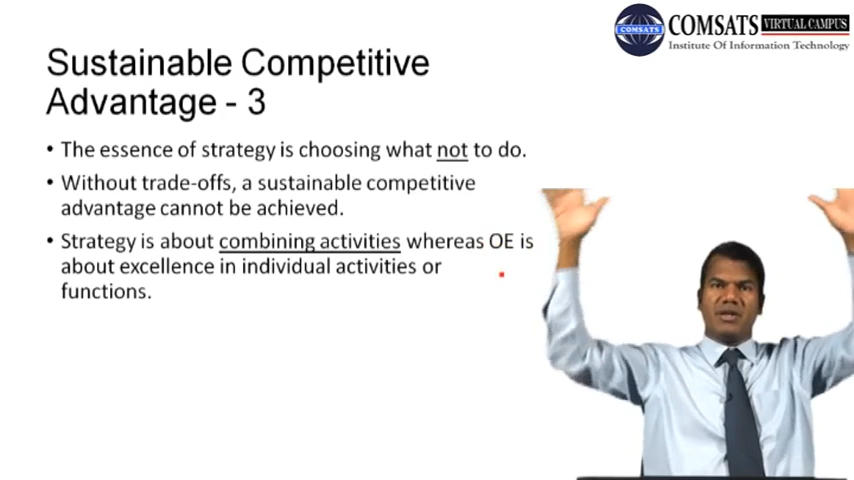 COMSATS VIRTUAL CAMPUS
COMSATS
Institute Of Information Technology
Sustainable Competitive
Advantage - 3
• The essence of strategy is choosing what not to do.
• Without trade-offs, a sustainable competitive
advantage cannot be achieved.
• Strategy is about combining activities whereas OE is
about excellence in individual activities or
functions.